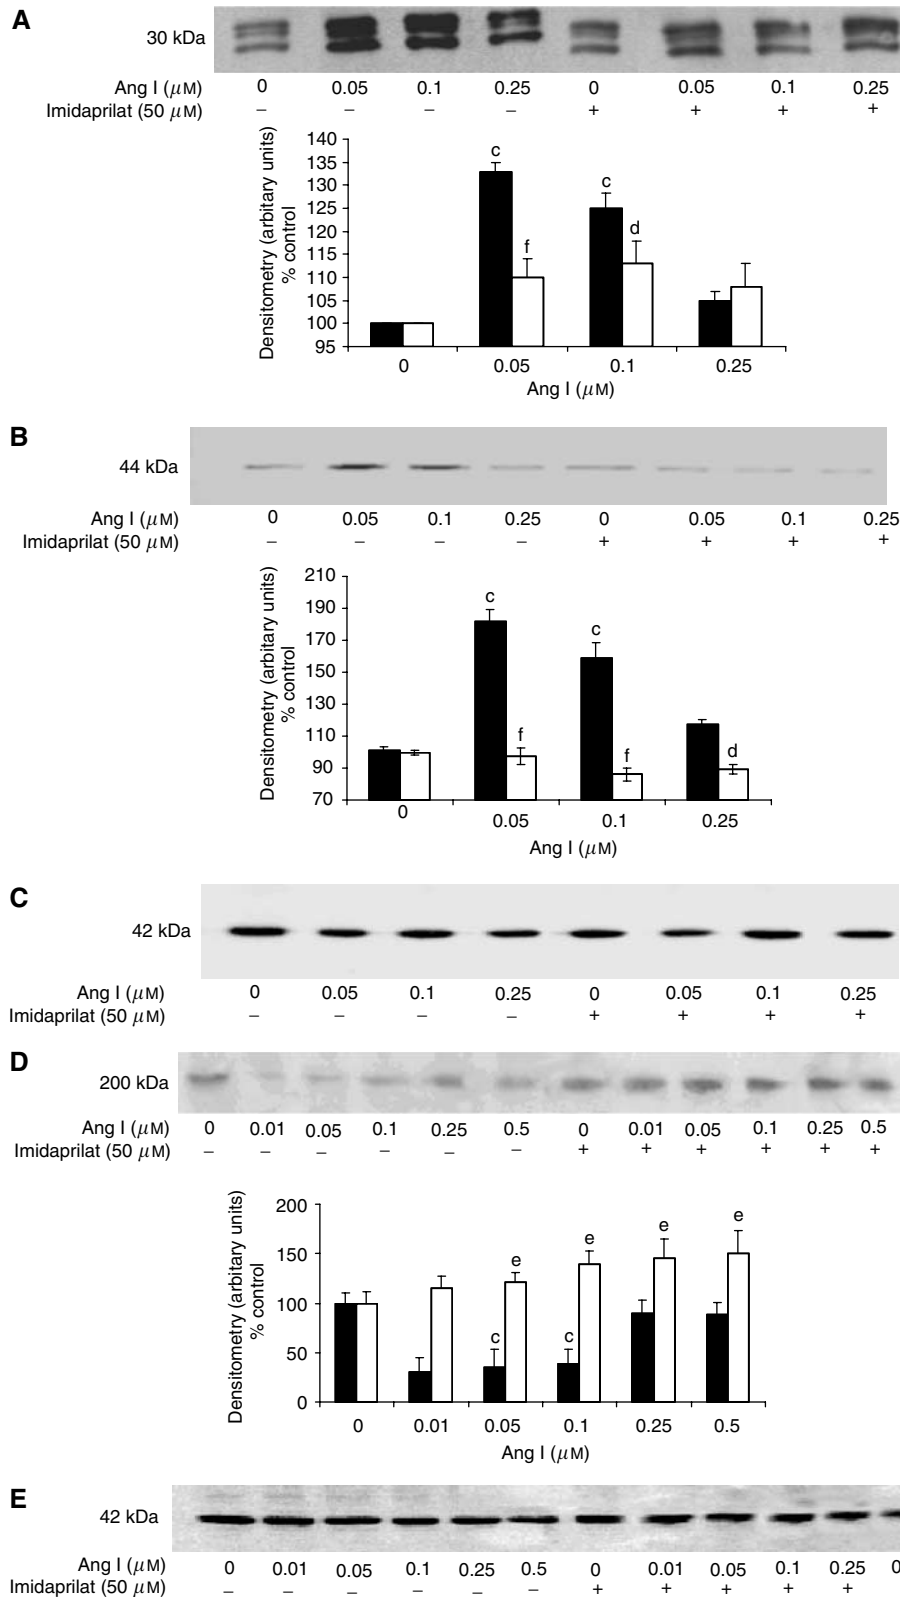 A
30 kDa
Ang I (μM) 0 0.05 0.1 0.25 0 0.05 0.1 0.25
Imidaprilat (50 μM) – – – – + + + +
Densitometry (arbitary units)
% control
140
135
130
125
120
115
110
105
100
95
c
f
c
d
0 0.05 0.1 0.25
Ang I (μM)
B
44 kDa
Ang I (μM) 0 0.05 0.1 0.25 0 0.05 0.1 0.25
Imidaprilat (50 μM) – – – – + + + +
Densitometry (arbitary units)
% control
210
190
170
150
130
110
90
70
c
f
c
f
d
0 0.05 0.1 0.25
Ang I (μM)
C
42 kDa
Ang I (μM) 0 0.05 0.1 0.25 0 0.05 0.1 0.25
Imidaprilat (50 μM) – – – – + + + +
D
200 kDa
Ang I (μM) 0 0.01 0.05 0.1 0.25 0.5 0 0.01 0.05 0.1 0.25 0.5
Imidaprilat (50 μM) – – – – – – + + + + + +
Densitometry (arbitary units)
% control
200
150
100
50
0
c
e
c
e
e
e
0 0.01 0.05 0.1 0.25 0.5
Ang I (μM)
E
42 kDa
Ang I (μM) 0 0.01 0.05 0.1 0.25 0.5 0 0.01 0.05 0.1 0.25 0
Imidaprilat (50 μM) – – – – – – + + + + +